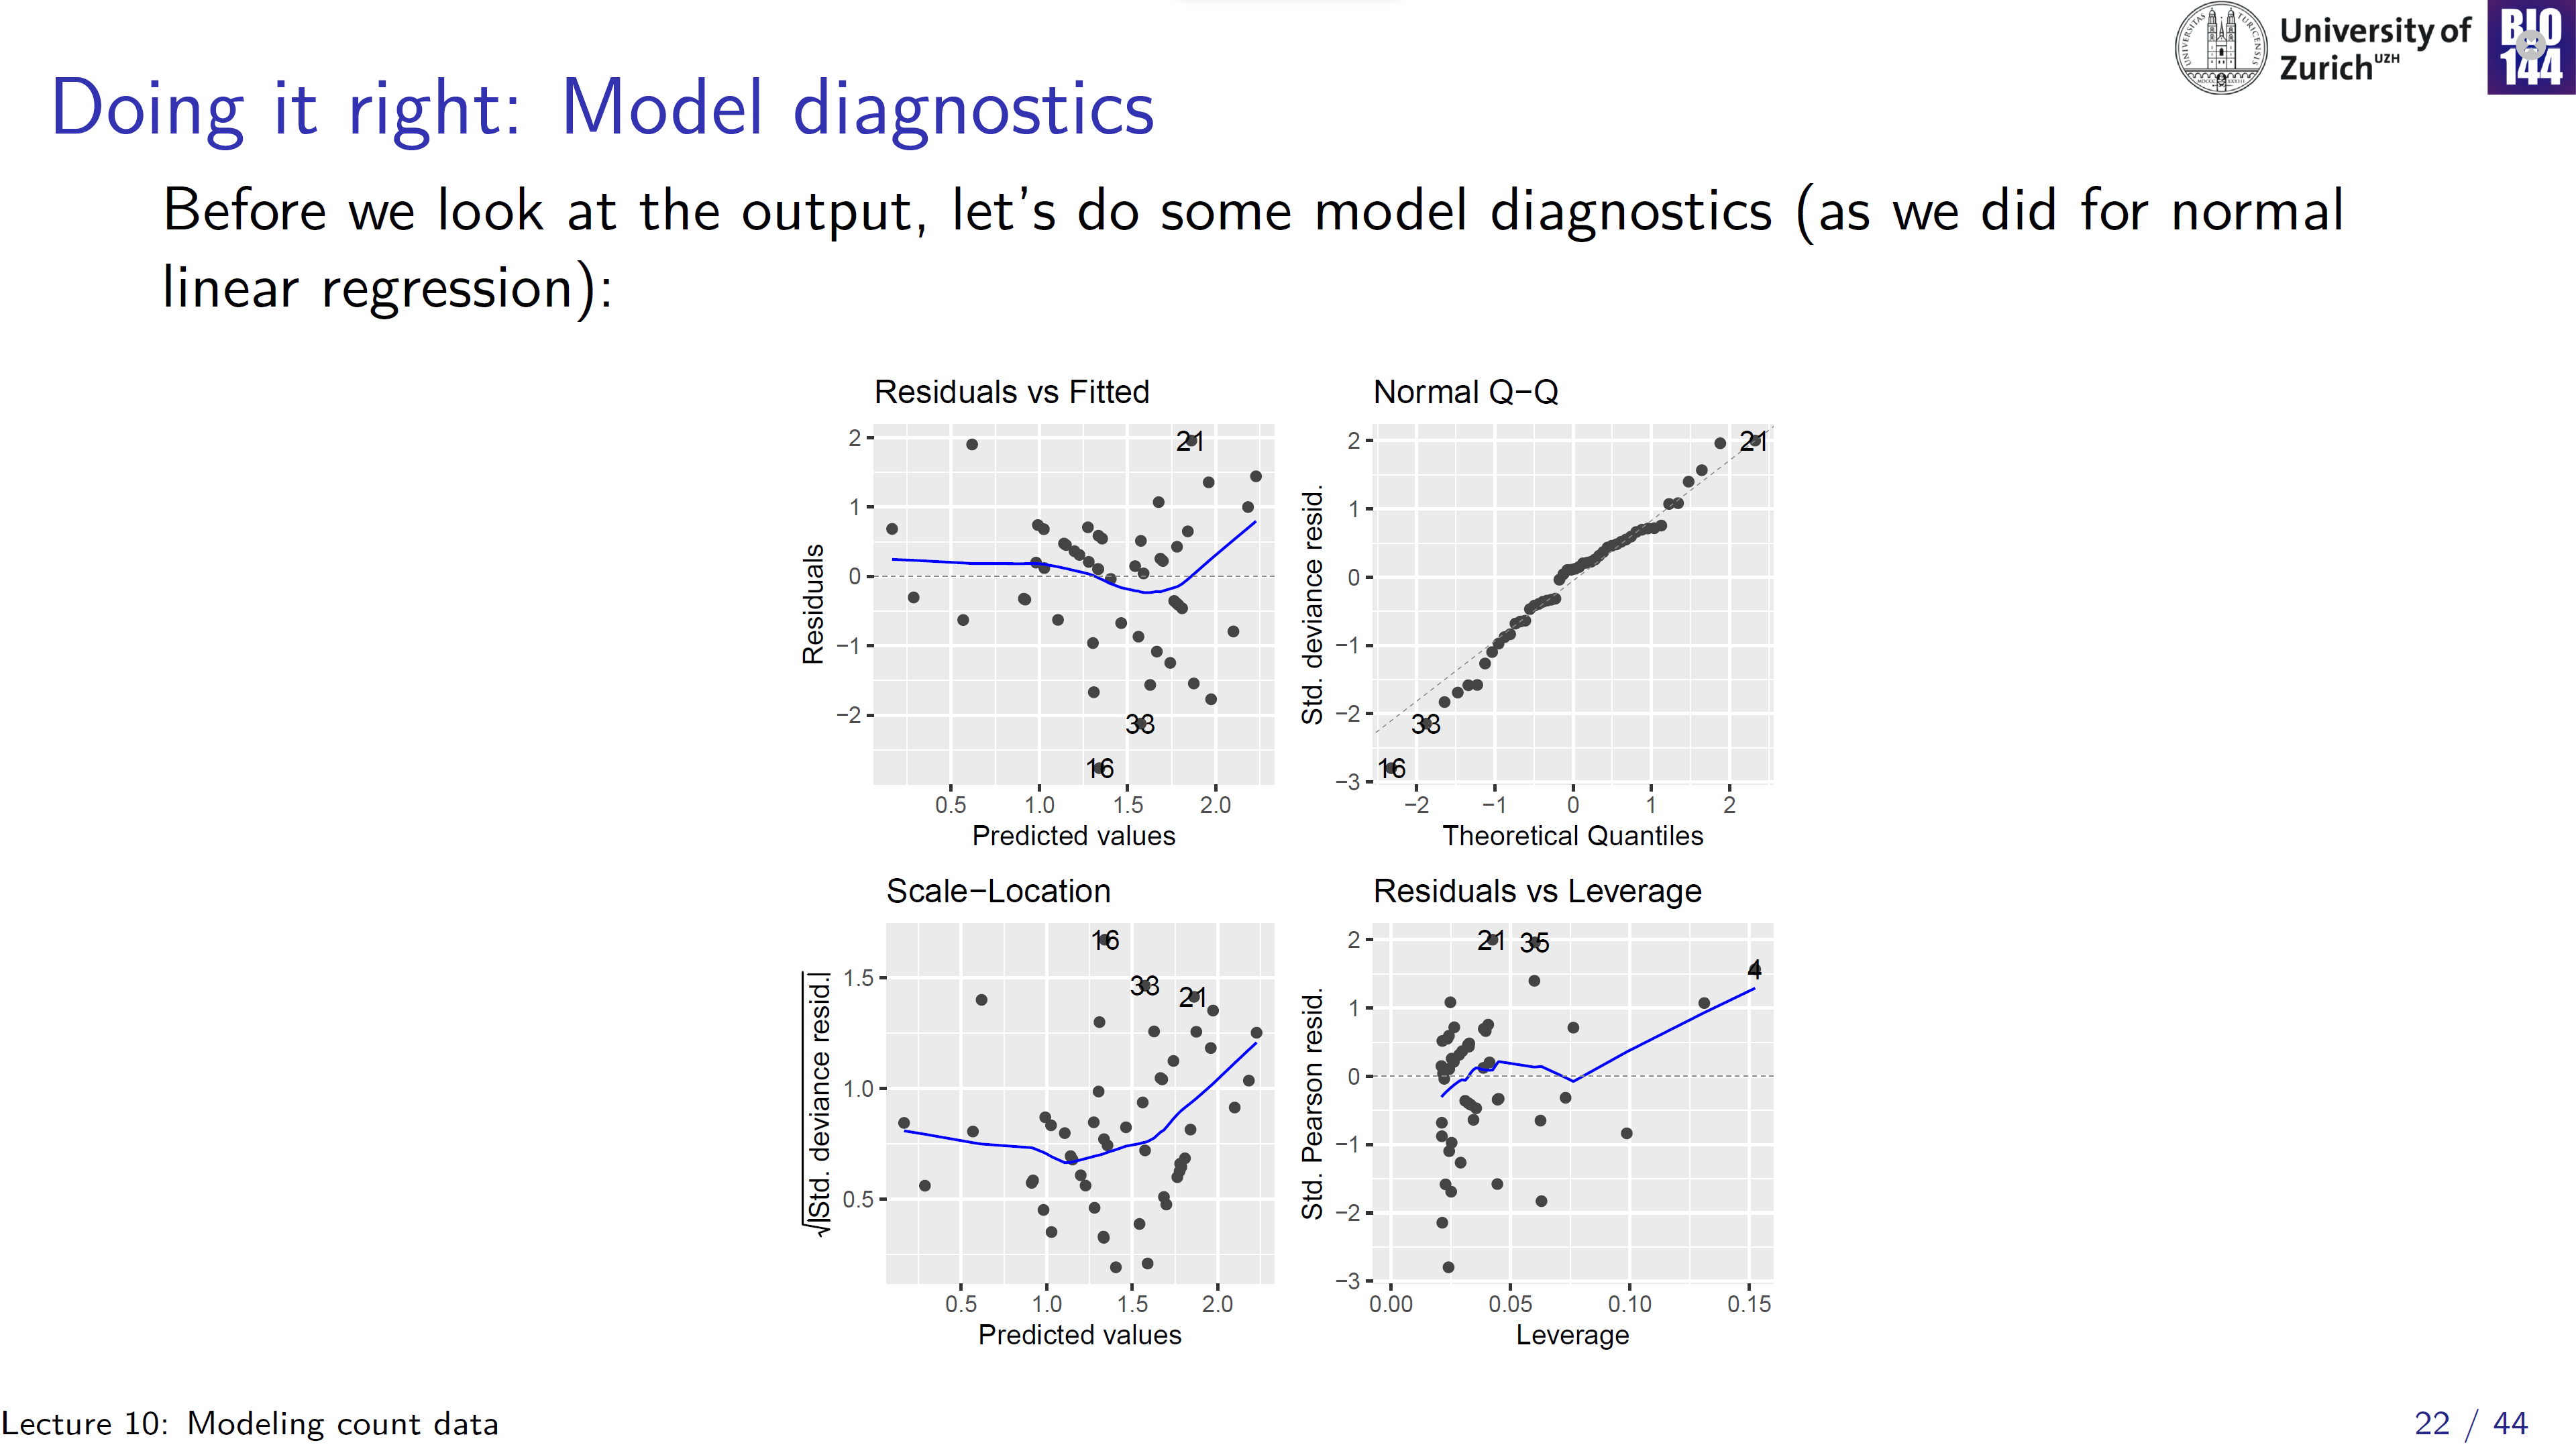 University of
Zurich UZH
BIO
144
Doing it right: Model diagnostics
Before we look at the output, let's do some model diagnostics (as we did for normal
linear regression):
Residuals vs Fitted
Residuals
2
1
0
−1
−2
21
33
16
0.5 1.0 1.5 2.0
Predicted values
Normal Q−Q
Std. deviance resid.
2
1
0
−1
−2
−3
21
33
16
−2 −1 0 1 2
Theoretical Quantiles
Scale−Location
√|Std. deviance resid.|
1.5
1.0
0.5
16
33
21
0.5 1.0 1.5 2.0
Predicted values
Residuals vs Leverage
Std. Pearson resid.
2
1
0
−1
−2
−3
21 35
4
0.00 0.05 0.10 0.15
Leverage
Lecture 10: Modeling count data
22 / 44